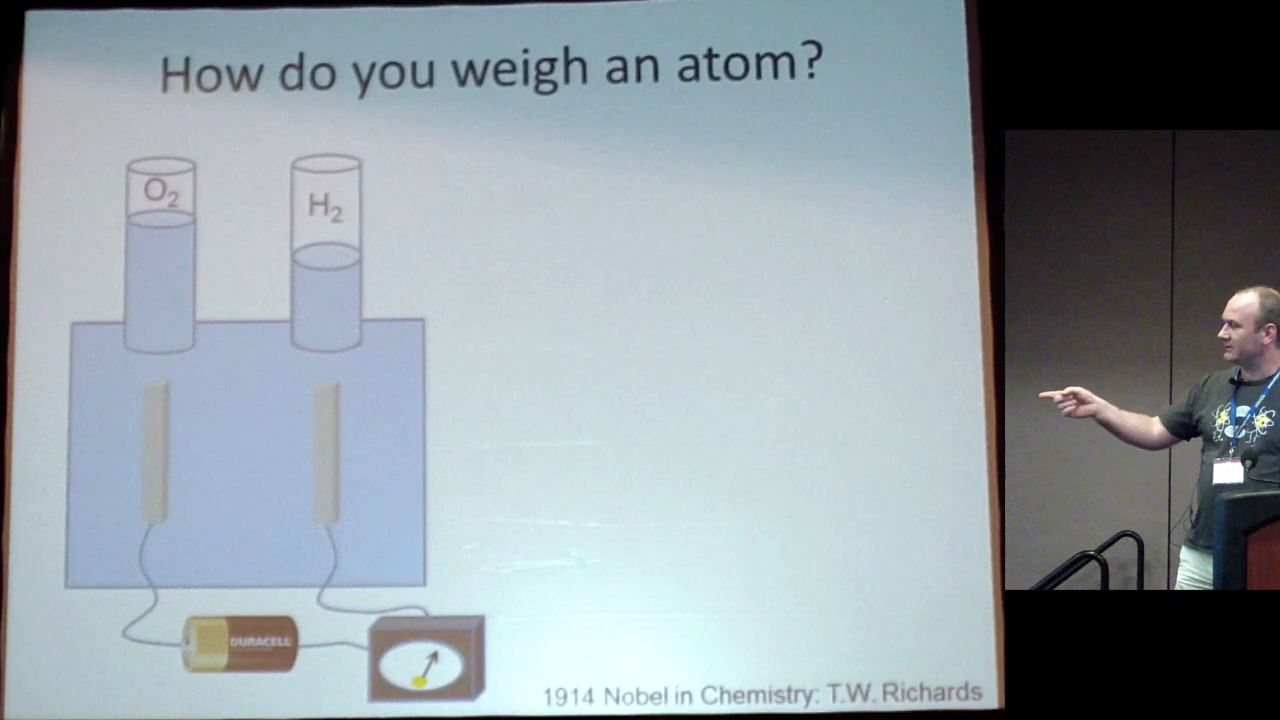 How do you weigh an atom?
O2
H2
DURACELL
1914 Nobel in Chemistry: T.W. Richards